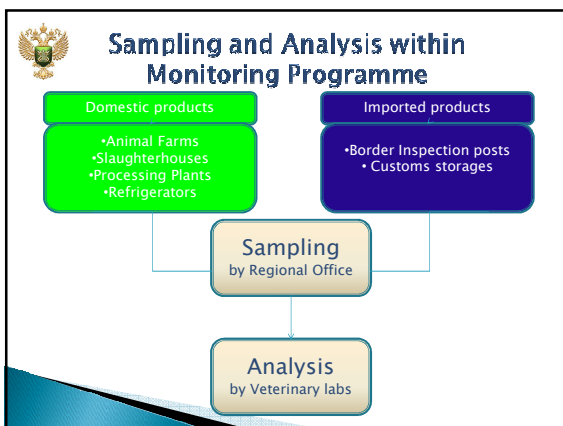 Sampling and Analysis within
Monitoring Programme
Domestic products
•Animal Farms
•Slaughterhouses
•Processing Plants
•Refrigerators
Imported products
•Border Inspection posts
• Customs storages
Sampling
by Regional Office
Analysis
by Veterinary labs